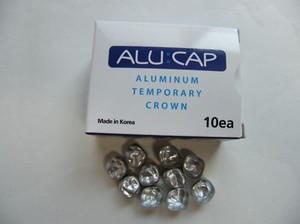 ALU:CAP
ALUMINUM
TEMPORARY
CROWN
Made in Korea
10ea